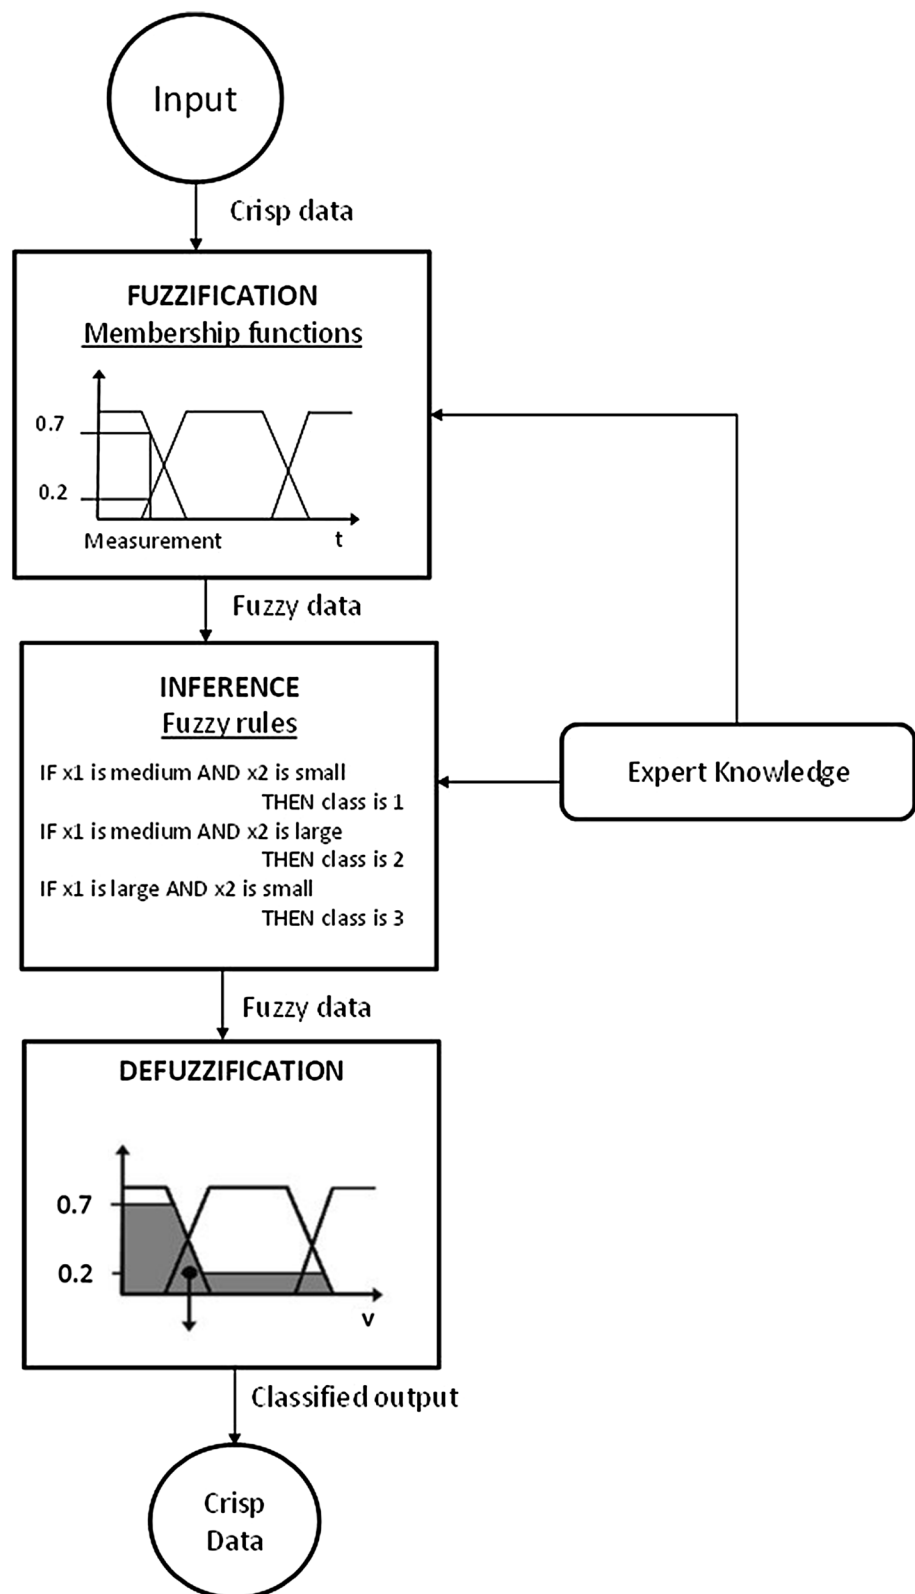 Input
Crisp data
FUZZIFICATION
Membership functions
0.7
0.2
Measurement
t
Fuzzy data
INFERENCE
Fuzzy rules
IF x1 is medium AND x2 is small
THEN class is 1
IF x1 is medium AND x2 is large
THEN class is 2
IF x1 is large AND x2 is small
THEN class is 3
Expert Knowledge
Fuzzy data
DEFUZZIFICATION
0.7
0.2
v
Classified output
Crisp
Data